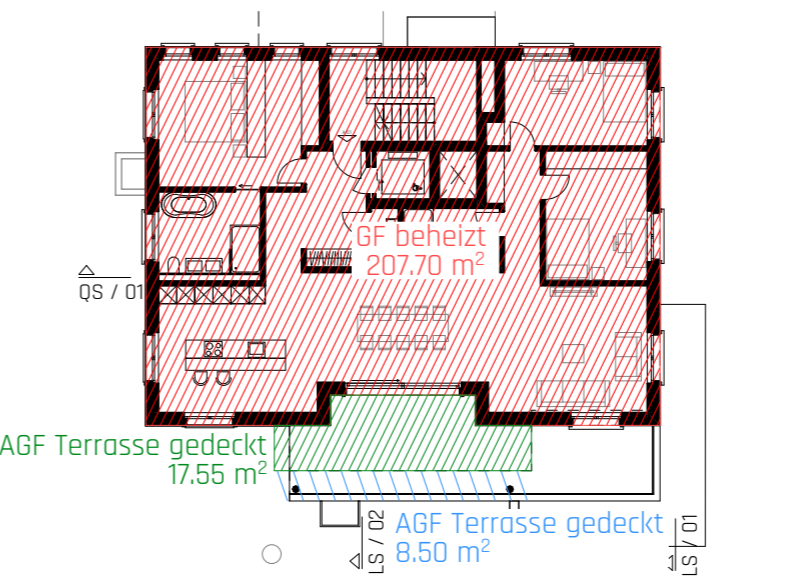 GF beheizt
207.70 m²
QS / 01
AGF Terrasse gedeckt
17.55 m²
AGF Terrasse gedeckt
8.50 m²
LS / 02
LS / 01